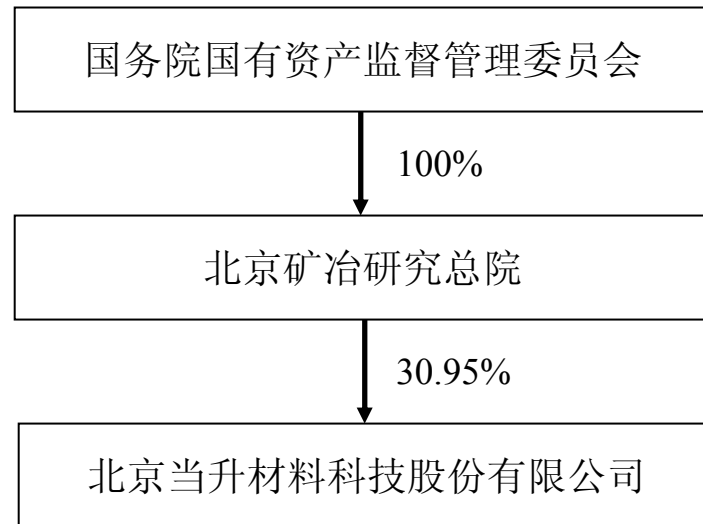 国务院国有资产监督管理委员会
100%
北京矿冶研究总院
30.95%
北京当升材料科技股份有限公司